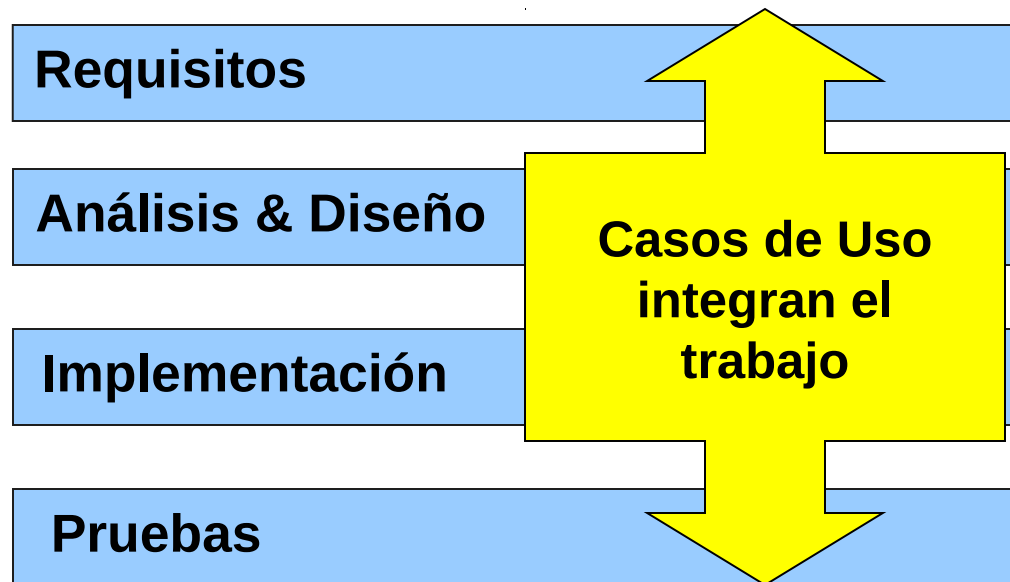 Requisitos
Análisis & Diseño
Casos de Uso
integran el
trabajo
Implementación
Pruebas